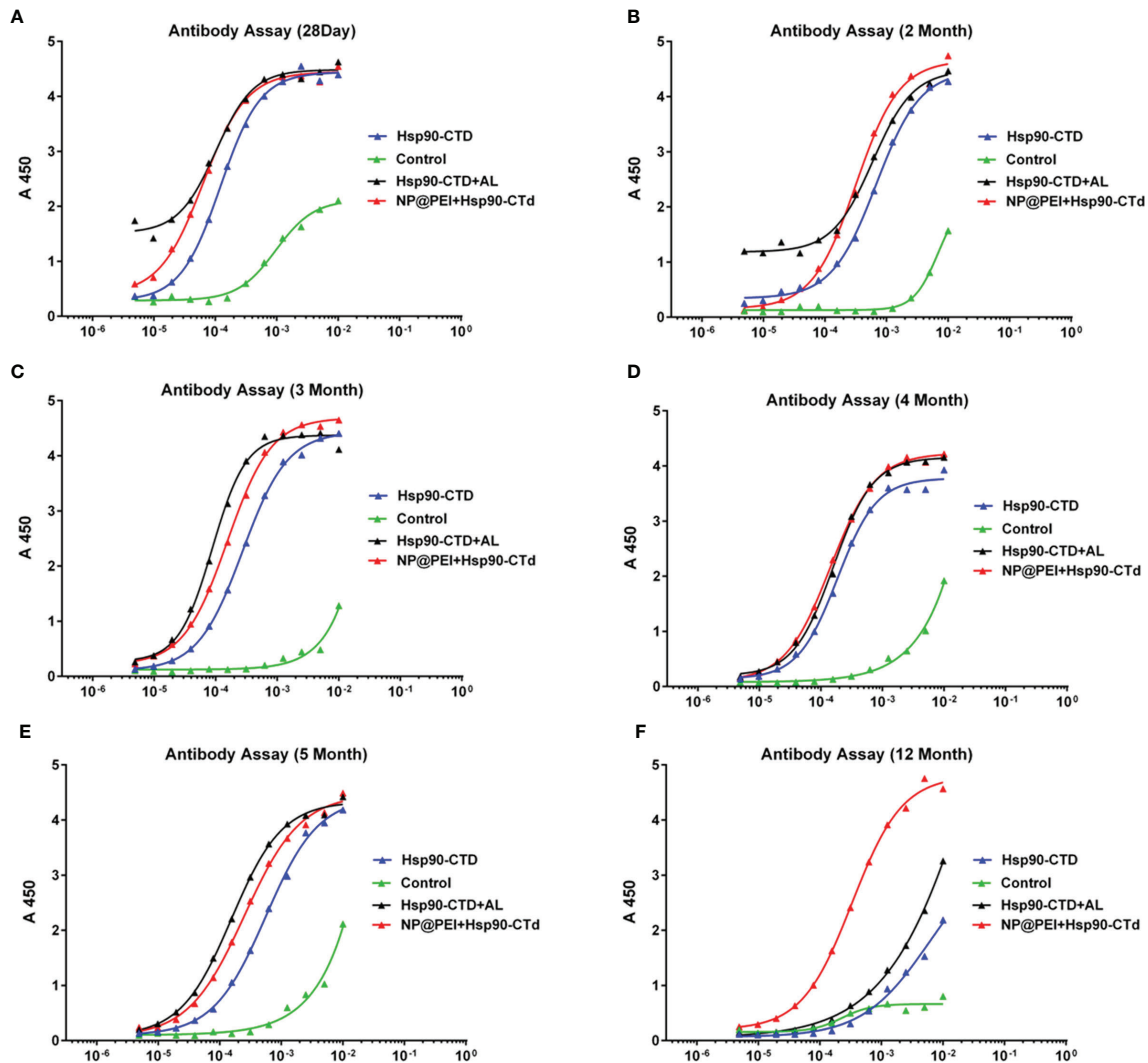 A
Antibody Assay (28Day)
5
4
3
2
1
0
A 450
10-6 10-5 10-4 10-3 10-2 10-1 100
Hsp90-CTD
Control
Hsp90-CTD+AL
NP@PEI+Hsp90-CTd
B
Antibody Assay (2 Month)
5
4
3
2
1
0
A 450
10-6 10-5 10-4 10-3 10-2 10-1 100
Hsp90-CTD
Control
Hsp90-CTD+AL
NP@PEI+Hsp90-CTd
C
Antibody Assay (3 Month)
5
4
3
2
1
0
A 450
10-6 10-5 10-4 10-3 10-2 10-1 100
Hsp90-CTD
Control
Hsp90-CTD+AL
NP@PEI+Hsp90-CTd
D
Antibody Assay (4 Month)
5
4
3
2
1
0
A 450
10-6 10-5 10-4 10-3 10-2 10-1 100
Hsp90-CTD
Control
Hsp90-CTD+AL
NP@PEI+Hsp90-CTd
E
Antibody Assay (5 Month)
5
4
3
2
1
0
A 450
10-6 10-5 10-4 10-3 10-2 10-1 100
Hsp90-CTD
Control
Hsp90-CTD+AL
NP@PEI+Hsp90-CTd
F
Antibody Assay (12 Month)
5
4
3
2
1
0
A 450
10-6 10-5 10-4 10-3 10-2 10-1 100
Hsp90-CTD
Control
Hsp90-CTD+AL
NP@PEI+Hsp90-CTd